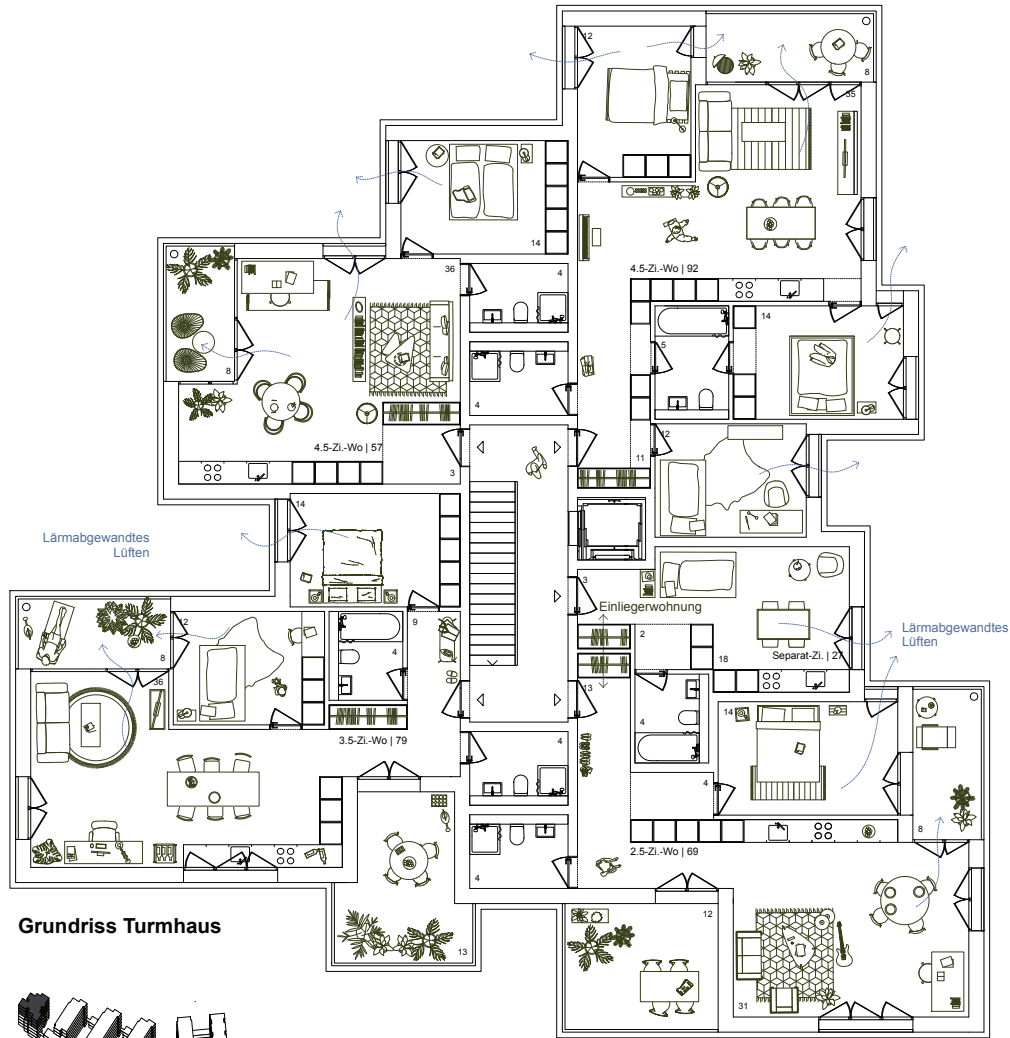 12
8
35
14
4
36
4.5-Zi.-Wo | 92
14
5
8
4
12
4.5-Zi.-Wo | 57
3
11
14
Lärmabgewandtes
Lüften
3
Einliegerwohnung
12
9
2
Lärmabgewandtes
Lüften
8
4
18
Separat-Zi. | 27
36
13
14
3.5-Zi.-Wo | 79
4
4
4
8
2.5-Zi.-Wo | 69
4
12
Grundriss Turmhaus
13
31